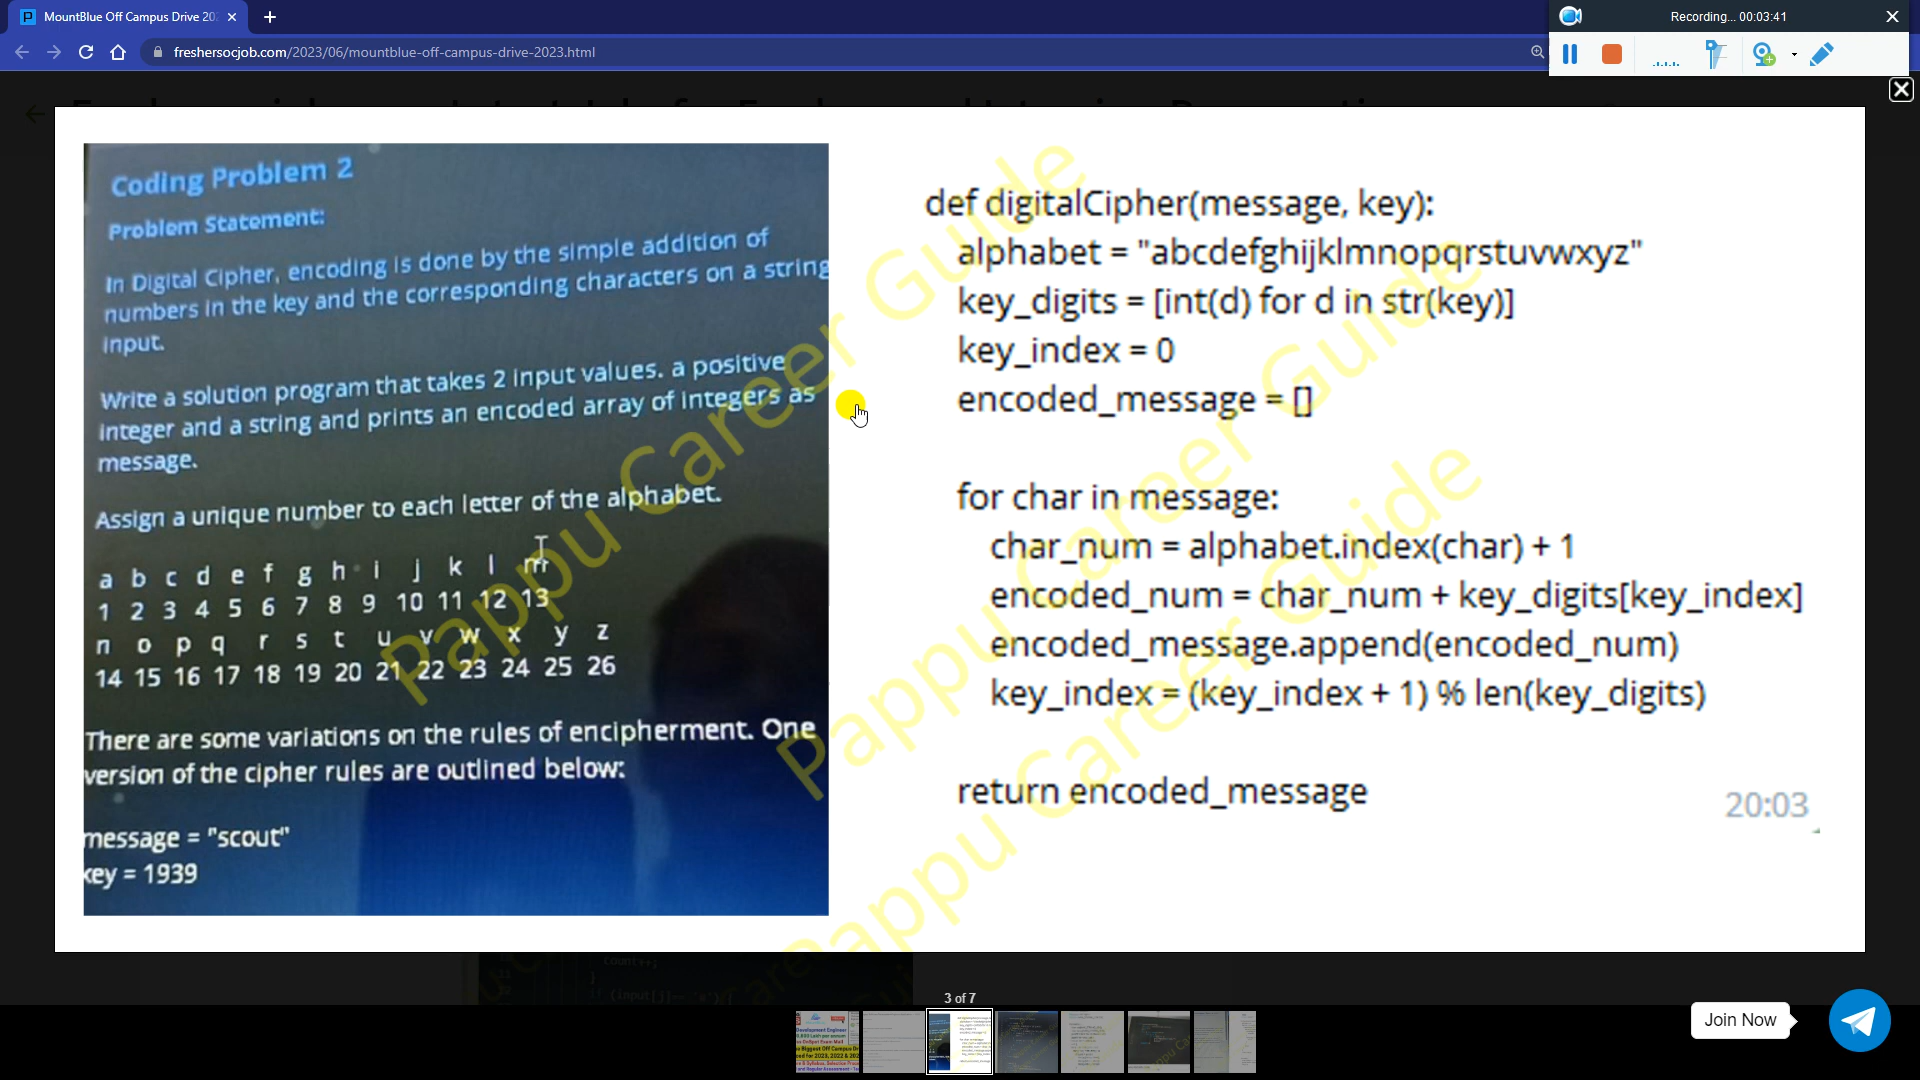 MountBlue Off Campus Drive 202
Recording... 00:03:41
freshersocjob.com/2023/06/mountblue-off-campus-drive-2023.html
Coding Problem 2
Problem Statement:
In Digital Cipher, encoding is done by the simple addition of
numbers in the key and the corresponding characters on a string
input.
Write a solution program that takes 2 input values. a positive
integer and a string and prints an encoded array of integers as
message.
Assign a unique number to each letter of the alphabet.
a b c d e f g h i j k l m
1 2 3 4 5 6 7 8 9 10 11 12 13
n o p q r s t u v w x y z
14 15 16 17 18 19 20 21 22 23 24 25 26
There are some variations on the rules of encipherment. One
version of the cipher rules are outlined below:
message = "scout"
key = 1939
def digitalCipher(message, key):
alphabet = "abcdefghijklmnopqrstuvwxyz"
key_digits = [int(d) for d in str(key)]
key_index = 0
encoded_message = []
for char in message:
char_num = alphabet.index(char) + 1
encoded_num = char_num + key_digits[key_index]
encoded_message.append(encoded_num)
key_index = (key_index + 1) % len(key_digits)
return encoded_message
20:03
Pappu Career Guide
Pappu Career Guide
Pappu Career Guide
count++;
3 of 7
Join Now